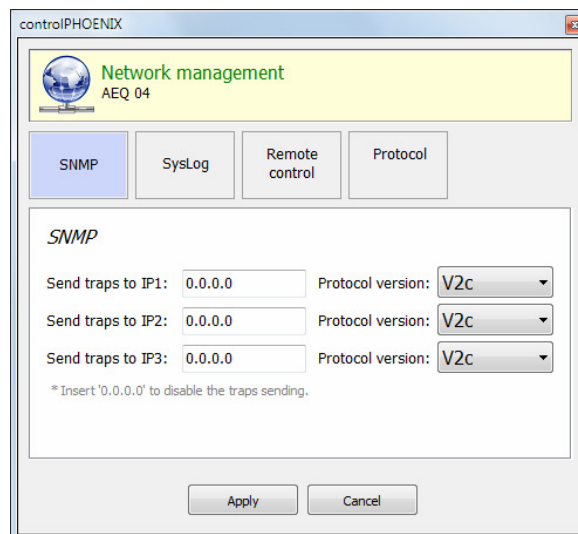 controlPHOENIX
Network management
AEQ 04
SNMP
SysLog
Remote
control
Protocol
SNMP
Send traps to IP1: 0.0.0.0 Protocol version: V2c
Send traps to IP2: 0.0.0.0 Protocol version: V2c
Send traps to IP3: 0.0.0.0 Protocol version: V2c
* Insert '0.0.0.0' to disable the traps sending.
Apply Cancel